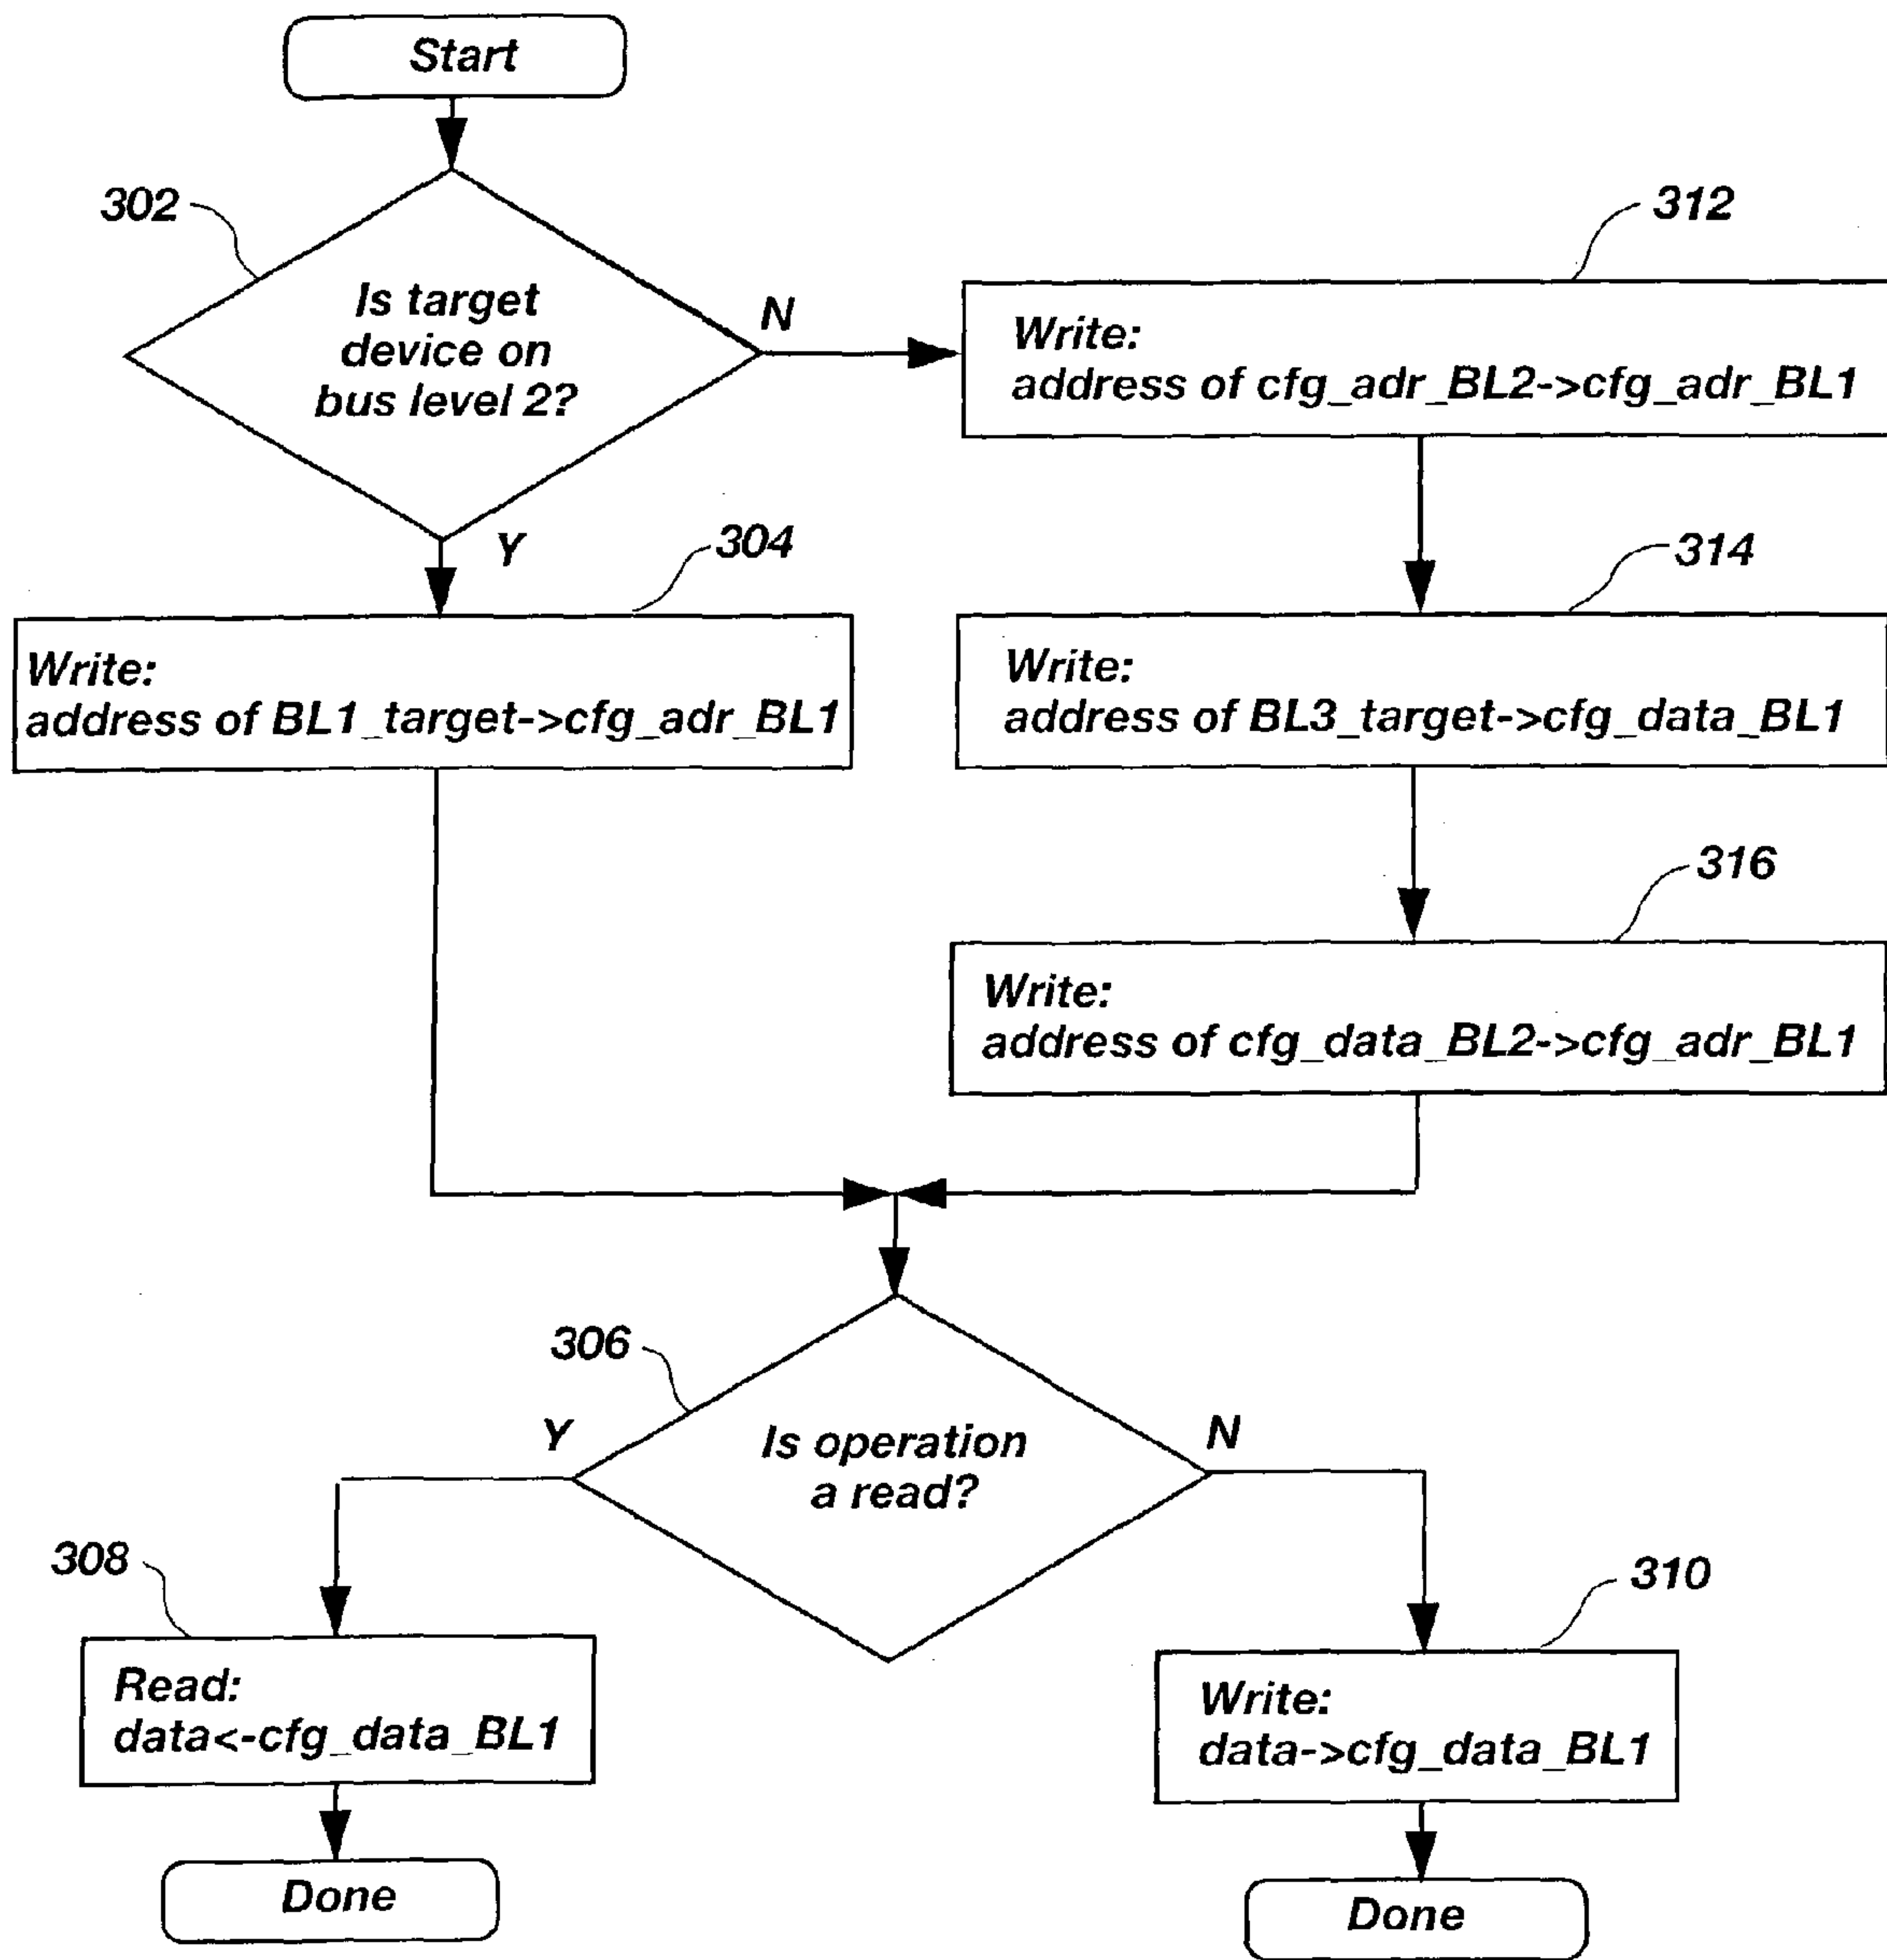 Start
302
Is target
device on
bus level 2?
N
Y
312
Write:
address of cfg_adr_BL2->cfg_adr_BL1
304
Write:
address of BL1_target->cfg_adr_BL1
314
Write:
address of BL3_target->cfg_data_BL1
316
Write:
address of cfg_data_BL2->cfg_adr_BL1
306
Is operation
a read?
Y
N
308
Read:
data<-cfg_data_BL1
Done
310
Write:
data->cfg_data_BL1
Done